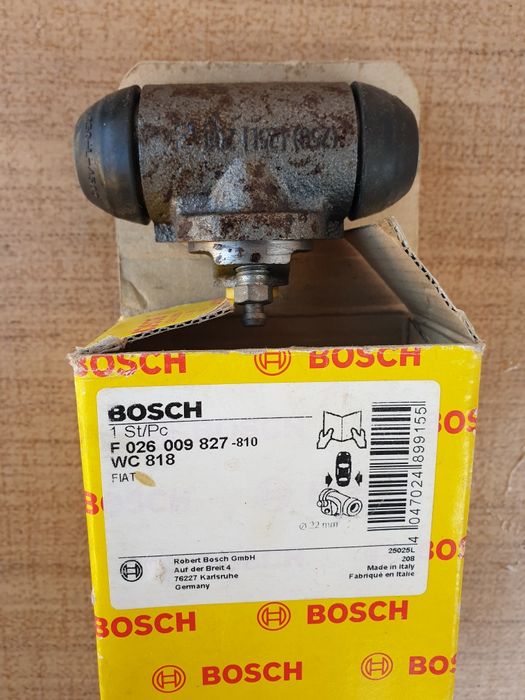 BOSCH BOSCH
BOSCH
1 St/Pc
F 026 009 827 -810
WC 818
FIAT
Ø 22 mm
4 047024 899155
Robert Bosch GmbH
Auf der Breit 4
76227 Karlsruhe
Germany
25025L
208
Made in Italy
Fabriqué en Italie
BOSCH BOSCH
BOSCH BOSCH